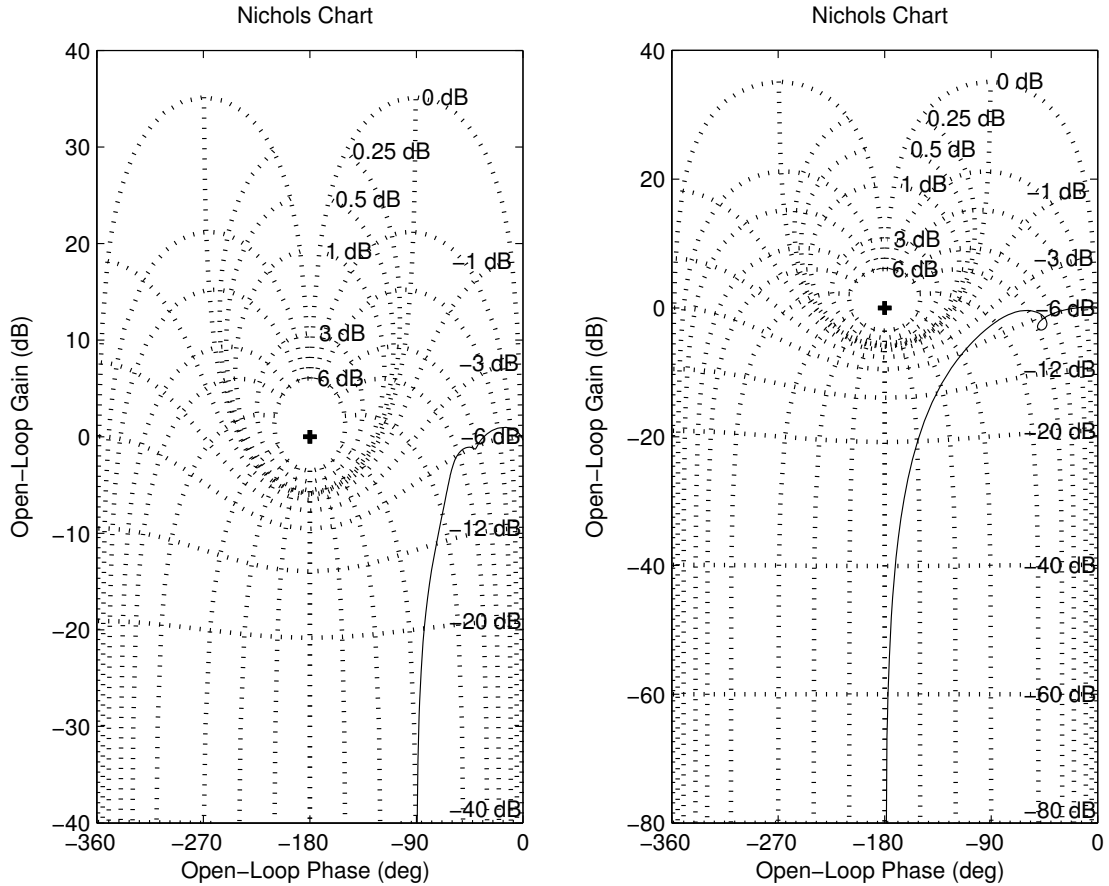 Nichols Chart
40
30
20
10
0
−10
−20
−30
−40
−360
−270
−180
−90
0
Open−Loop Gain (dB)
Open−Loop Phase (deg)
0 dB
0.25 dB
0.5 dB
1 dB
−1 dB
3 dB
−3 dB
6 dB
−6 dB
−12 dB
−20 dB
−40 dB
Nichols Chart
40
20
0
−20
−40
−60
−80
−360
−270
−180
−90
0
Open−Loop Gain (dB)
Open−Loop Phase (deg)
0 dB
0.25 dB
0.5 dB
1 dB
−1 dB
3 dB
−3 dB
6 dB
−6 dB
−12 dB
−20 dB
−40 dB
−60 dB
−80 dB